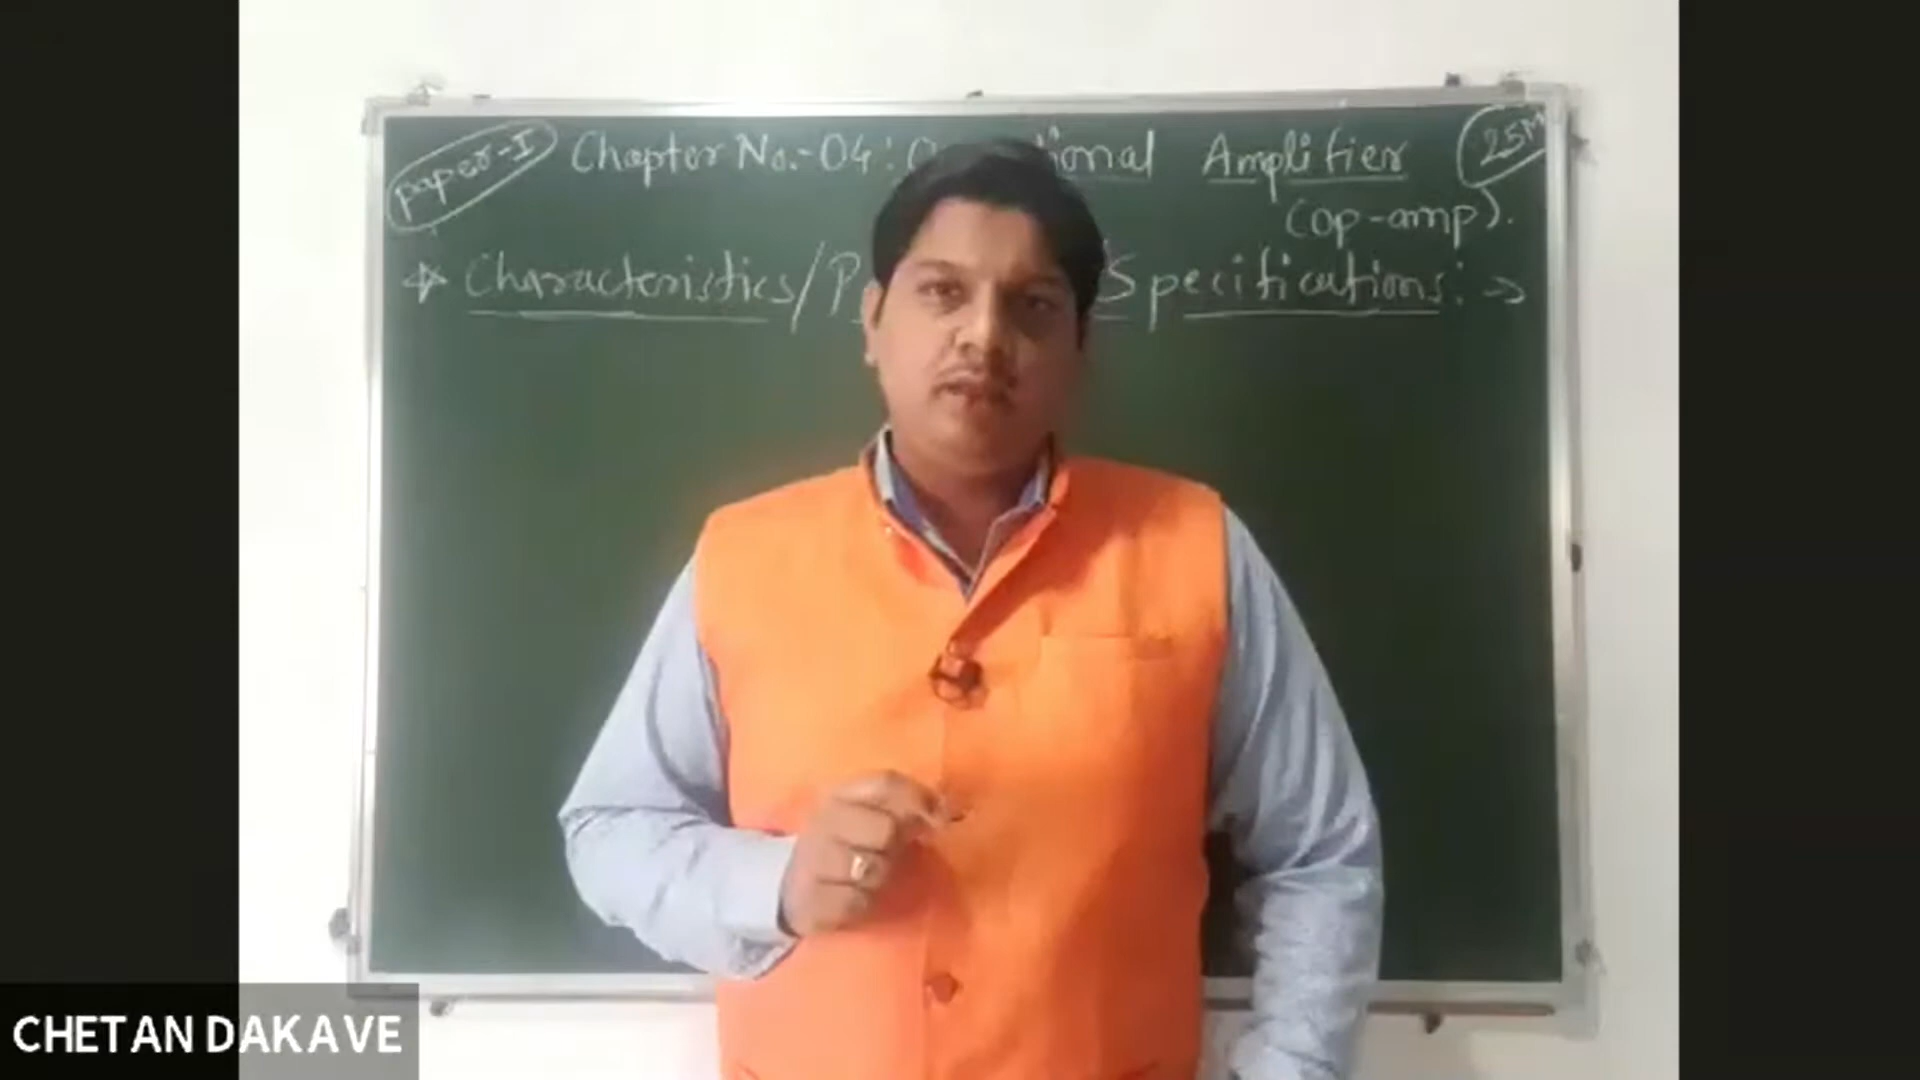 paper-I Chapter No.-04: O ional Amplifier 25M
(op-amp).
* Characteristics/P Specifications: →
CHETAN DAKAVE